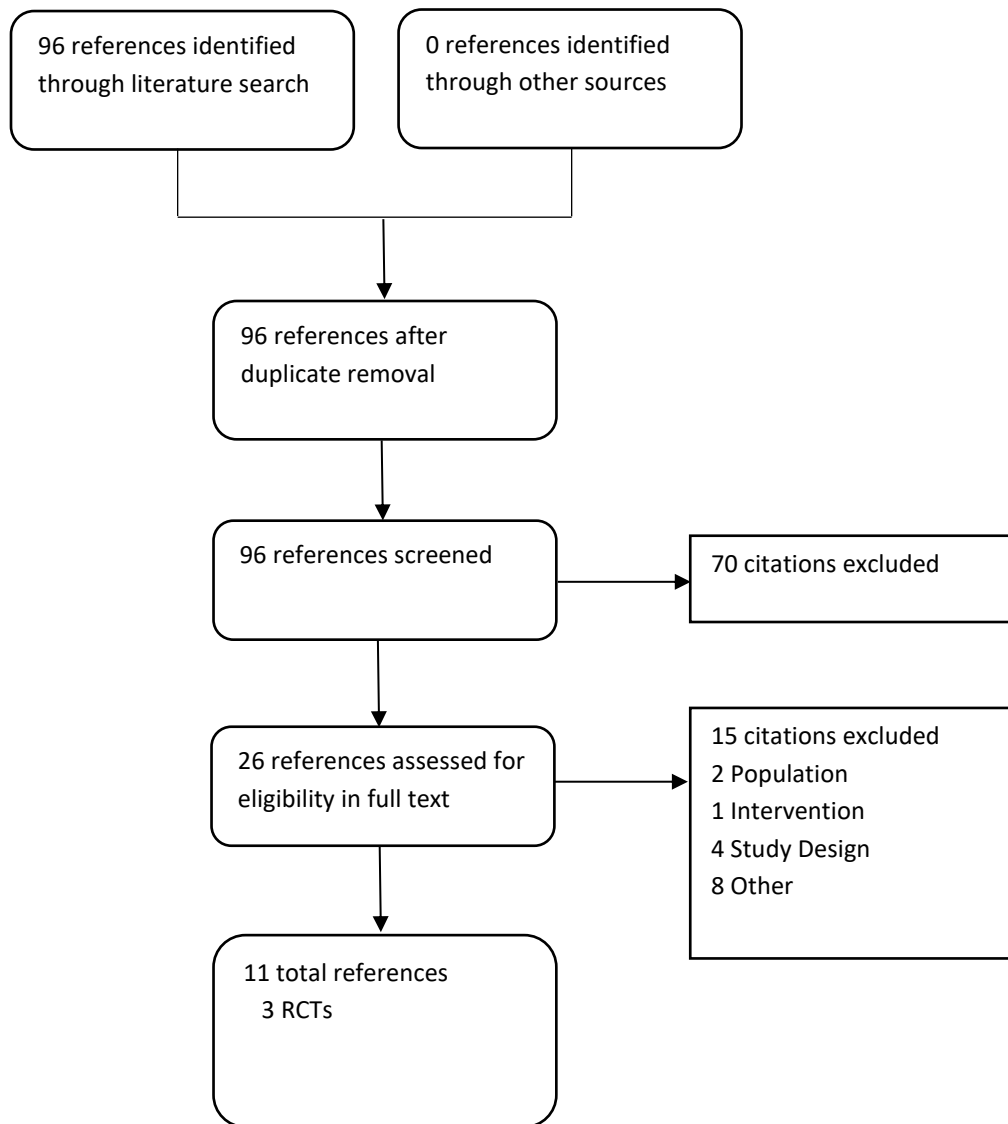 96 references identified
through literature search
0 references identified
through other sources
96 references after
duplicate removal
96 references screened
70 citations excluded
26 references assessed for
eligibility in full text
15 citations excluded
2 Population
1 Intervention
4 Study Design
8 Other
11 total references
3 RCTs